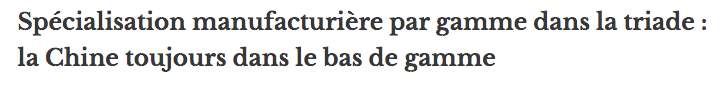 Spécialisation manufacturière par gamme dans la triade :
la Chine toujours dans le bas de gamme